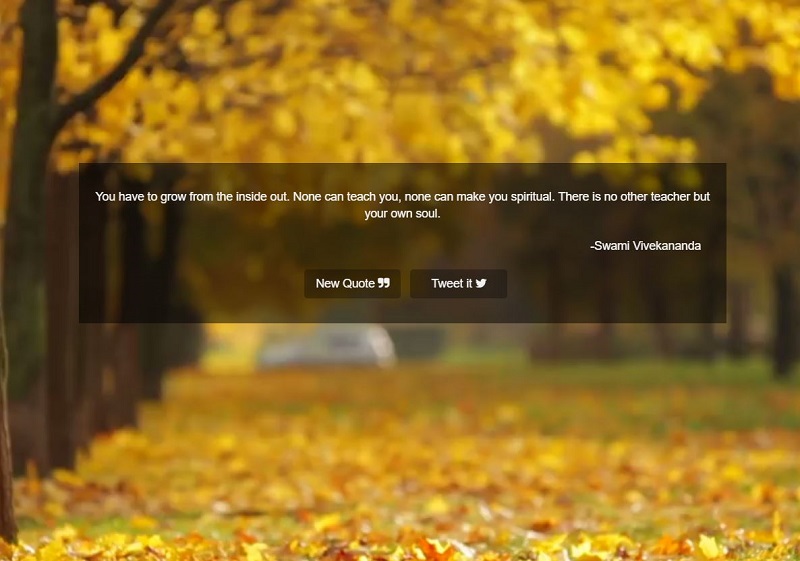 You have to grow from the inside out. None can teach you, none can make you spiritual. There is no other teacher but
your own soul.
-Swami Vivekananda
New Quote
Tweet it